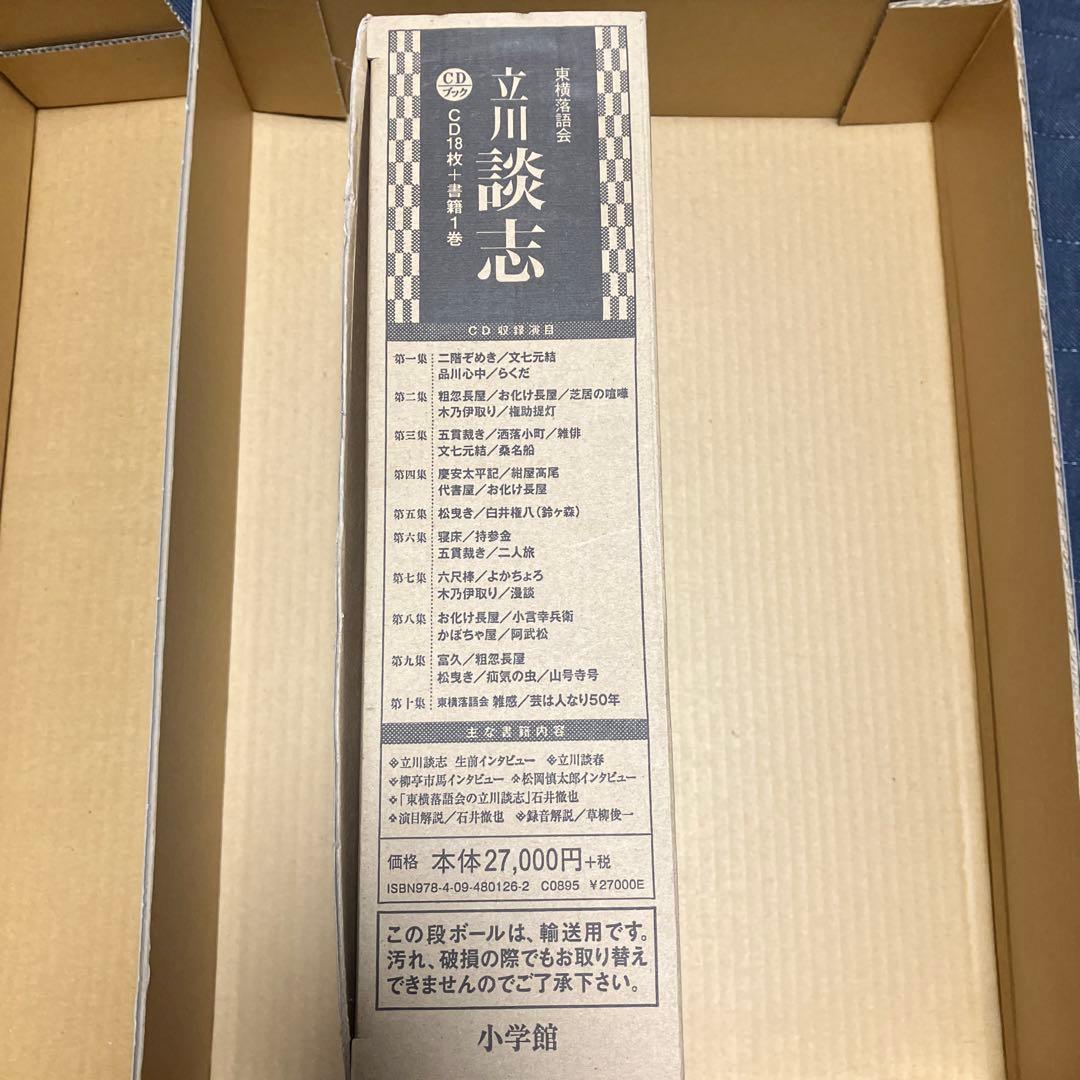 東横落語会
立川談志
CDブック
CD18枚＋書籍1巻
CD収録演目
第一集 二階ぞめき／文七元結
品川心中／らくだ
第二集 粗忽長屋／お化け長屋／芝居の喧嘩
木乃伊取り／権助提灯
第三集 五貫裁き／洒落小町／雑俳
文七元結／桑名船
第四集 慶安太平記／紺屋高尾
代書屋／お化け長屋
第五集 松曳き／白井権八（鈴ヶ森）
第六集 寝床／持参金
五貫裁き／二人旅
第七集 六尺棒／よかちょろ
木乃伊取り／漫談
第八集 お化け長屋／小言幸兵衛
かぼちゃ屋／阿武松
第九集 富久／粗忽長屋
松曳き／疝気の虫／山号寺号
第十集 東横落語会 雑感／芸は人なり50年
主な書籍内容
❖立川談志 生前インタビュー ❖立川談春
❖柳亭市馬インタビュー ❖松岡慎太郎インタビュー
❖「東横落語会の立川談志」石井徹也
❖演目解説／石井徹也 ❖録音解説／草柳俊一
価格 本体27,000円＋税
ISBN978-4-09-480126-2 C0895 ￥27000E
この段ボールは、輸送用です。
汚れ、破損の際でもお取り替え
できませんのでご了承下さい。
小学館